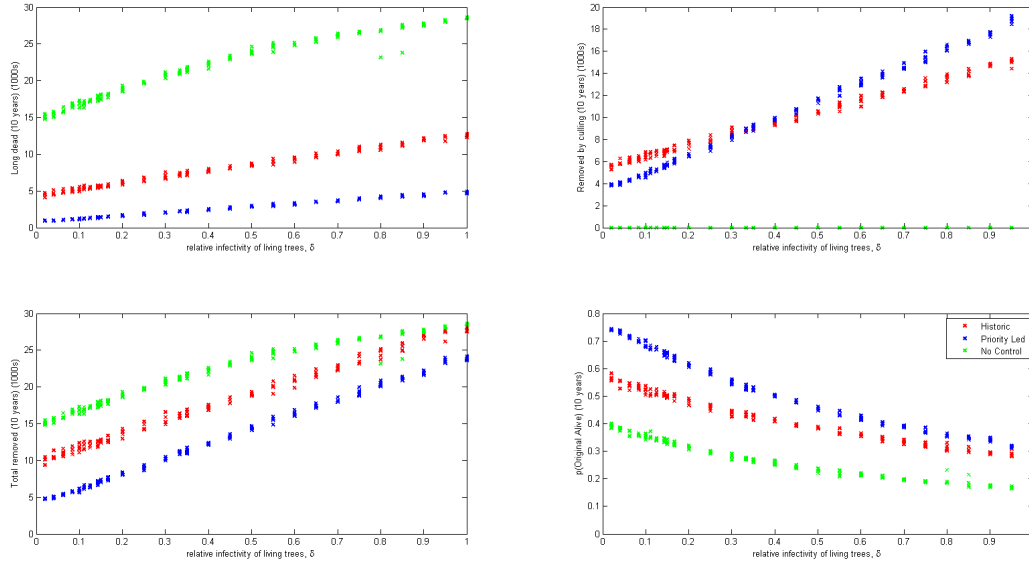 30
25
20
15
10
5
0
Long dead (10 years) (1000s)
0 0.1 0.2 0.3 0.4 0.5 0.6 0.7 0.8 0.9 1
relative infectivity of living trees, δ
20
18
16
14
12
10
8
6
4
2
0
Removed by culling (10 years) (1000s)
0 0.1 0.2 0.3 0.4 0.5 0.6 0.7 0.8 0.9
relative infectivity of living trees, δ
30
25
20
15
10
5
0
Total removed (10 years) (1000s)
0 0.1 0.2 0.3 0.4 0.5 0.6 0.7 0.8 0.9 1
relative infectivity of living trees, δ
0.8
0.7
0.6
0.5
0.4
0.3
0.2
0.1
0
p(Original Alive) (10 years)
Historic
Priority Led
No Control
0 0.1 0.2 0.3 0.4 0.5 0.6 0.7 0.8 0.9
relative infectivity of living trees, δ